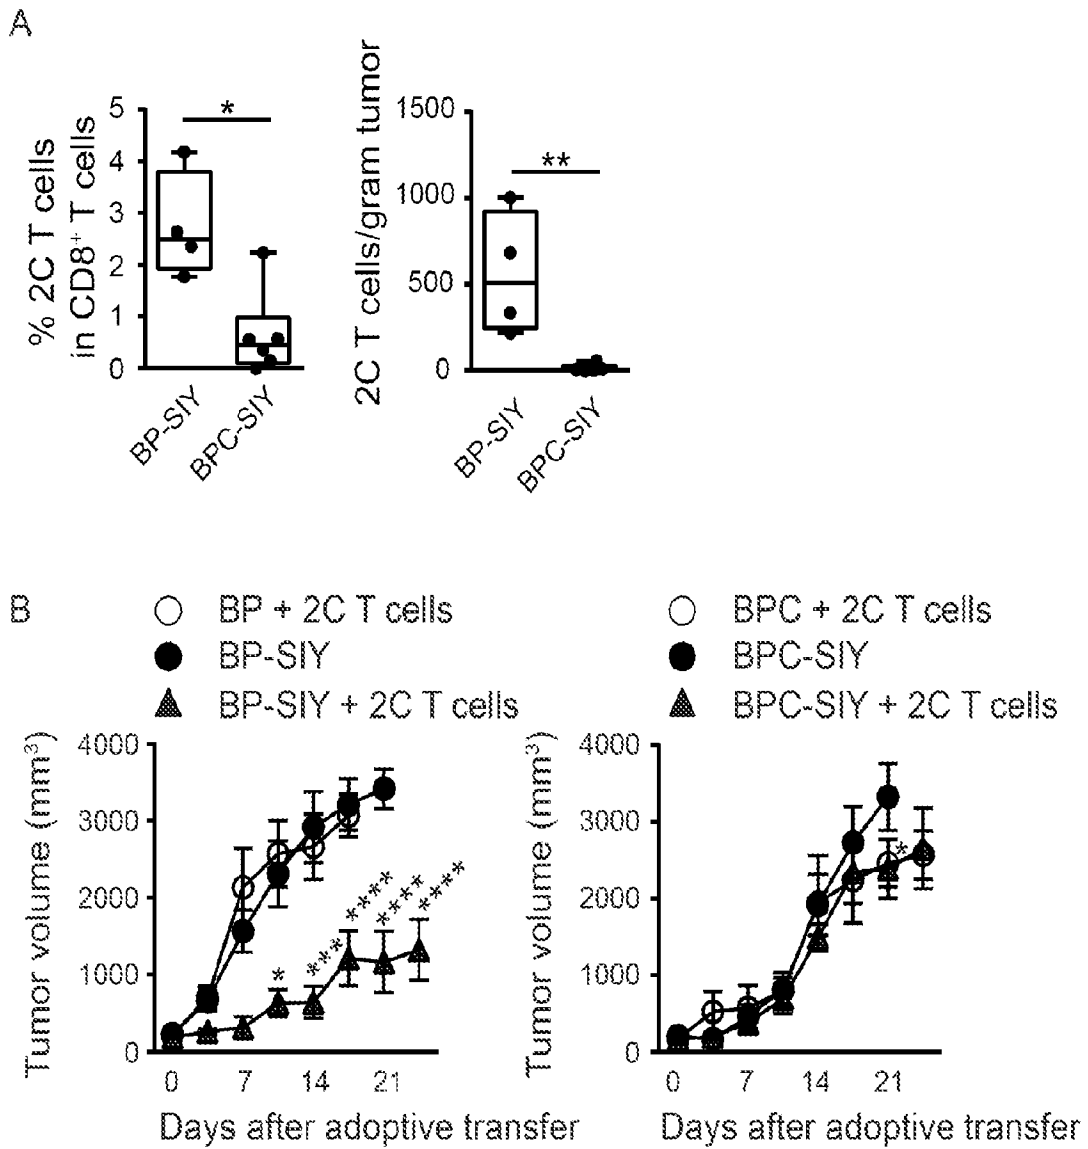 A
% 2C T cells
in CD8+ T cells
5
4
3
2
1
0
*
BP-SIY
BPC-SIY
2C T cells/gram tumor
1500
1000
500
0
**
BP-SIY
BPC-SIY
B
BP + 2C T cells
BP-SIY
BP-SIY + 2C T cells
Tumor volume (mm³)
4000
3000
2000
1000
0
*
***
****
****
****
0 7 14 21
Days after adoptive transfer
BPC + 2C T cells
BPC-SIY
BPC-SIY + 2C T cells
Tumor volume (mm³)
4000
3000
2000
1000
0
*
0 7 14 21
Days after adoptive transfer